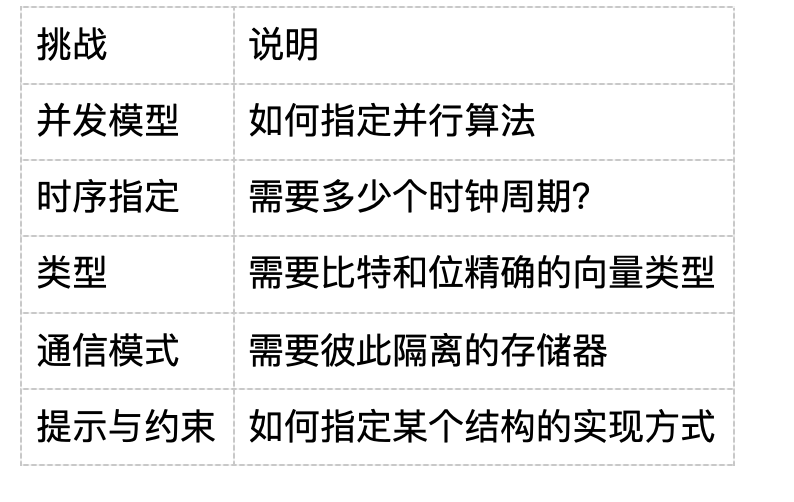 挑战 说明
并发模型 如何指定并行算法
时序指定 需要多少个时钟周期?
类型 需要比特和位精确的向量类型
通信模式 需要彼此隔离的存储器
提示与约束 如何指定某个结构的实现方式